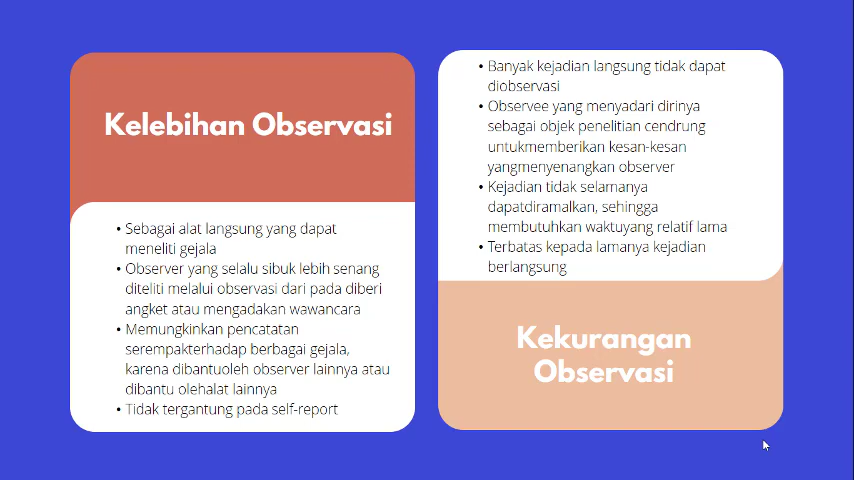 Kelebihan Observasi
• Sebagai alat langsung yang dapat
meneliti gejala
• Observer yang selalu sibuk lebih senang
diteliti melalui observasi dari pada diberi
angket atau mengadakan wawancara
• Memungkinkan pencatatan
serempakterhadap berbagai gejala,
karena dibantuoleh observer lainnya atau
dibantu olehalat lainnya
• Tidak tergantung pada self-report
• Banyak kejadian langsung tidak dapat
diobservasi
• Observee yang menyadari dirinya
sebagai objek penelitian cendrung
untukmemberikan kesan-kesan
yangmenyenangkan observer
• Kejadian tidak selamanya
dapatdiramalkan, sehingga
membutuhkan waktuyang relatif lama
• Terbatas kepada lamanya kejadian
berlangsung
Kekurangan
Observasi